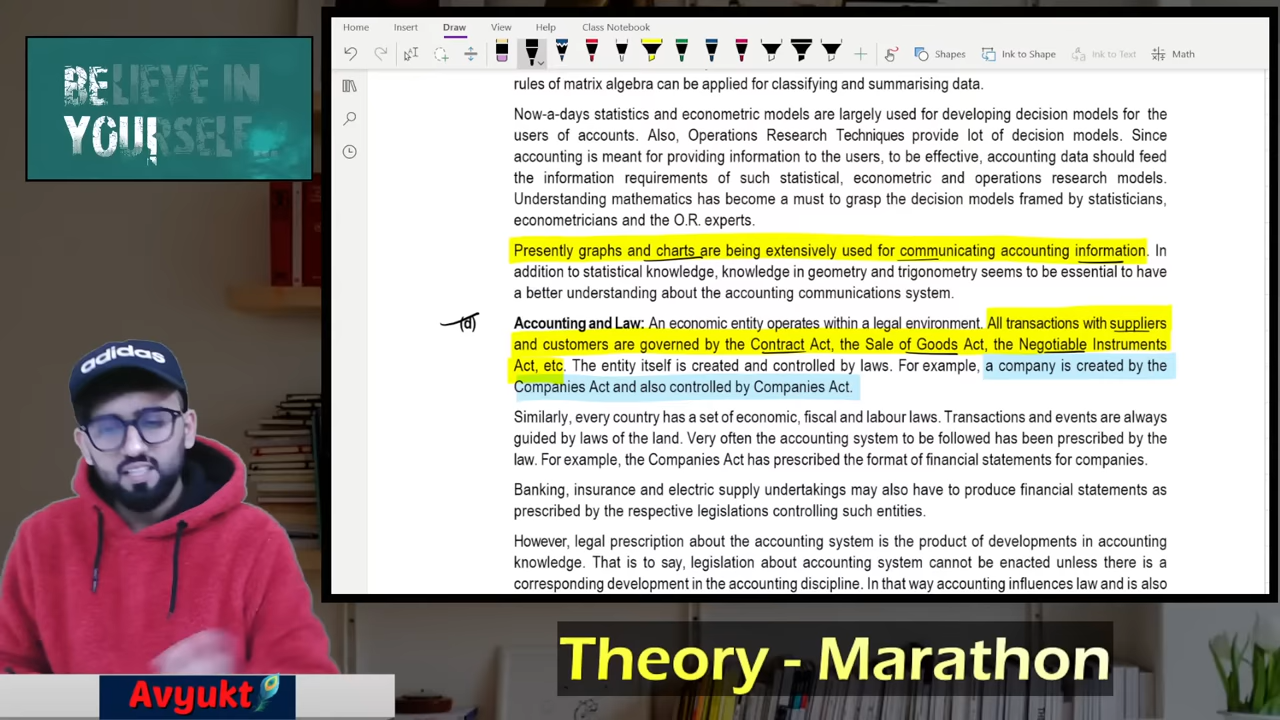 BELIEVE IN
YOURSELF
Home Insert Draw View Help Class Notebook
Shapes Ink to Shape Ink to Text Math
rules of matrix algebra can be applied for classifying and summarising data.
Now-a-days statistics and econometric models are largely used for developing decision models for the
users of accounts. Also, Operations Research Techniques provide lot of decision models. Since
accounting is meant for providing information to the users, to be effective, accounting data should feed
the information requirements of such statistical, econometric and operations research models.
Understanding mathematics has become a must to grasp the decision models framed by statisticians,
econometricians and the O.R. experts.
Presently graphs and charts are being extensively used for communicating accounting information. In
addition to statistical knowledge, knowledge in geometry and trigonometry seems to be essential to have
a better understanding about the accounting communications system.
(d) Accounting and Law: An economic entity operates within a legal environment. All transactions with suppliers
and customers are governed by the Contract Act, the Sale of Goods Act, the Negotiable Instruments
Act, etc. The entity itself is created and controlled by laws. For example, a company is created by the
Companies Act and also controlled by Companies Act.
Similarly, every country has a set of economic, fiscal and labour laws. Transactions and events are always
guided by laws of the land. Very often the accounting system to be followed has been prescribed by the
law. For example, the Companies Act has prescribed the format of financial statements for companies.
Banking, insurance and electric supply undertakings may also have to produce financial statements as
prescribed by the respective legislations controlling such entities.
However, legal prescription about the accounting system is the product of developments in accounting
knowledge. That is to say, legislation about accounting system cannot be enacted unless there is a
corresponding development in the accounting discipline. In that way accounting influences law and is also
adidas
Theory - Marathon
Avyukt